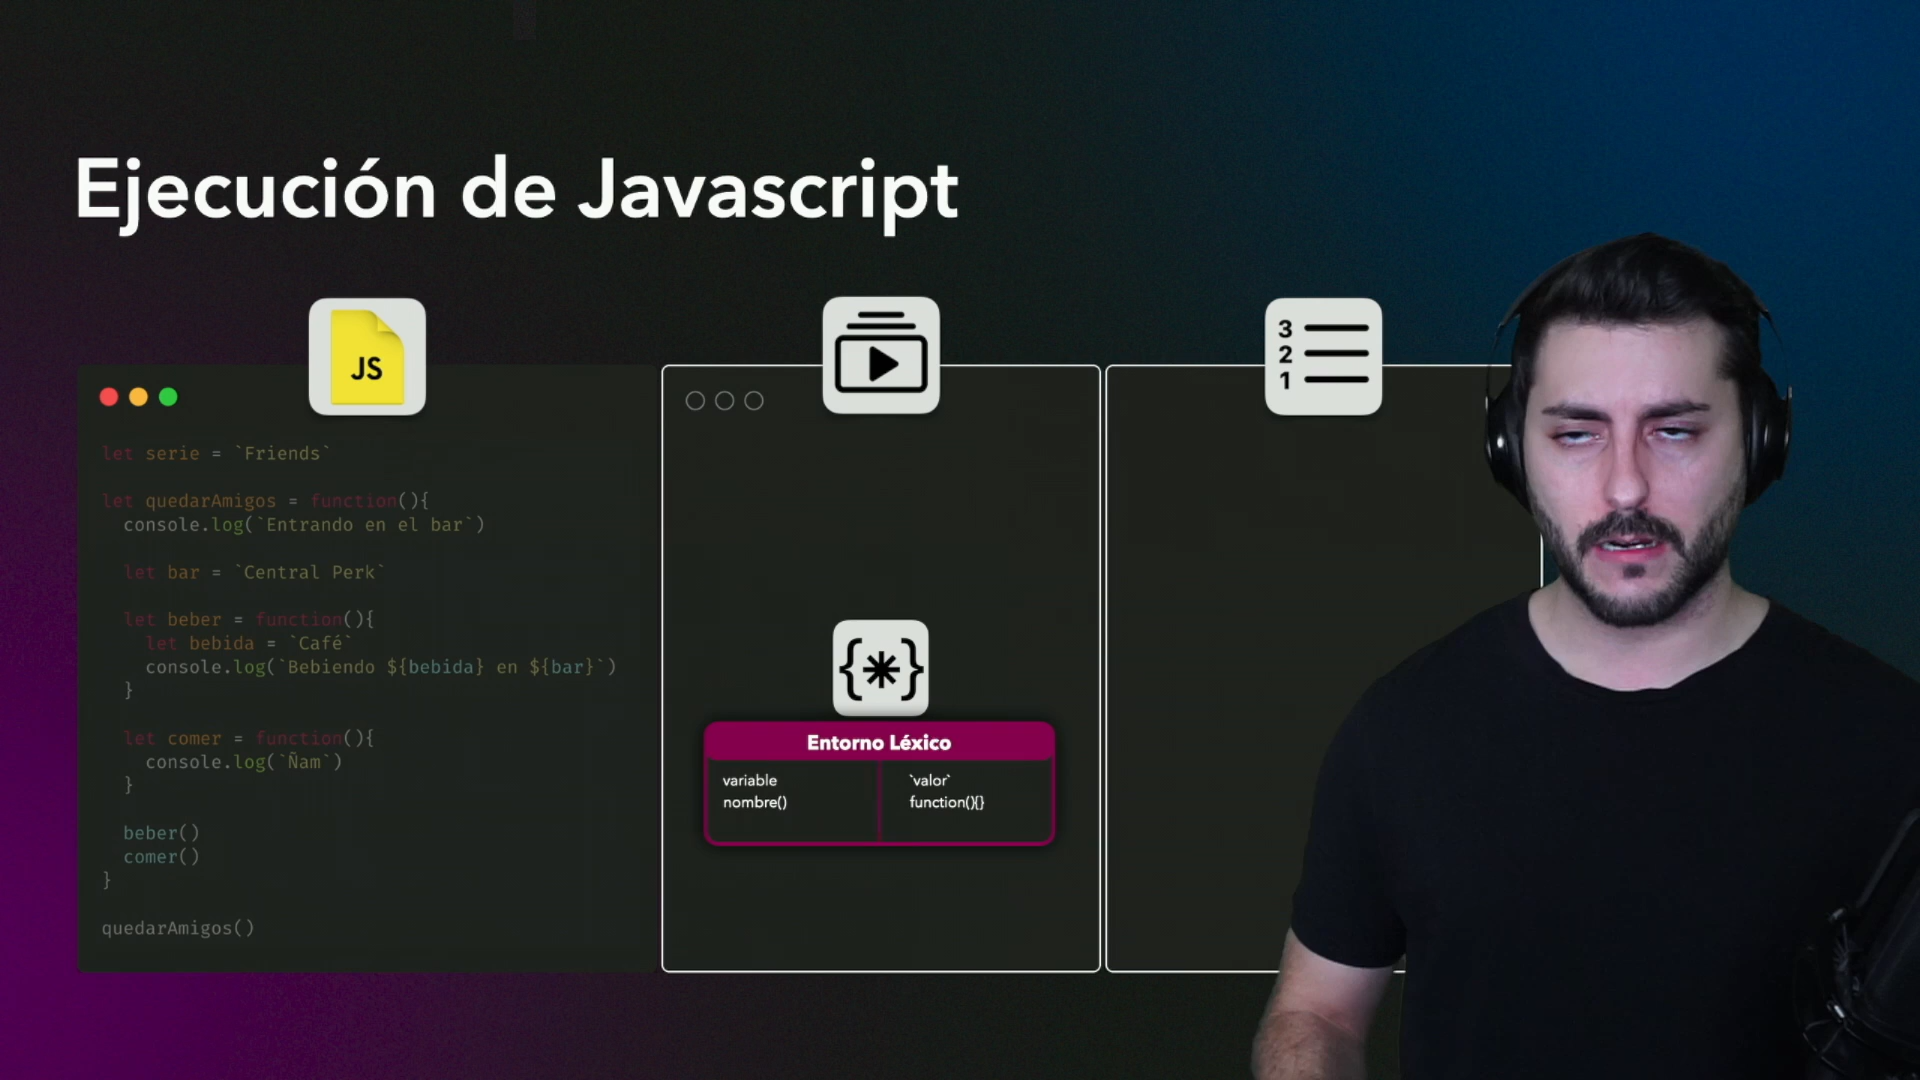 Ejecución de Javascript
JS
3
2
1
let serie = `Friends`
let quedarAmigos = function(){
console.log(`Entrando en el bar`)
let bar = `Central Perk`
let beber = function(){
let bebida = `Café`
console.log(`Bebiendo ${bebida} en ${bar}`)
}
let comer = function(){
console.log(`Ñam`)
}
beber()
comer()
}
quedarAmigos()
{*}
Entorno Léxico
variable `valor`
nombre() function(){}